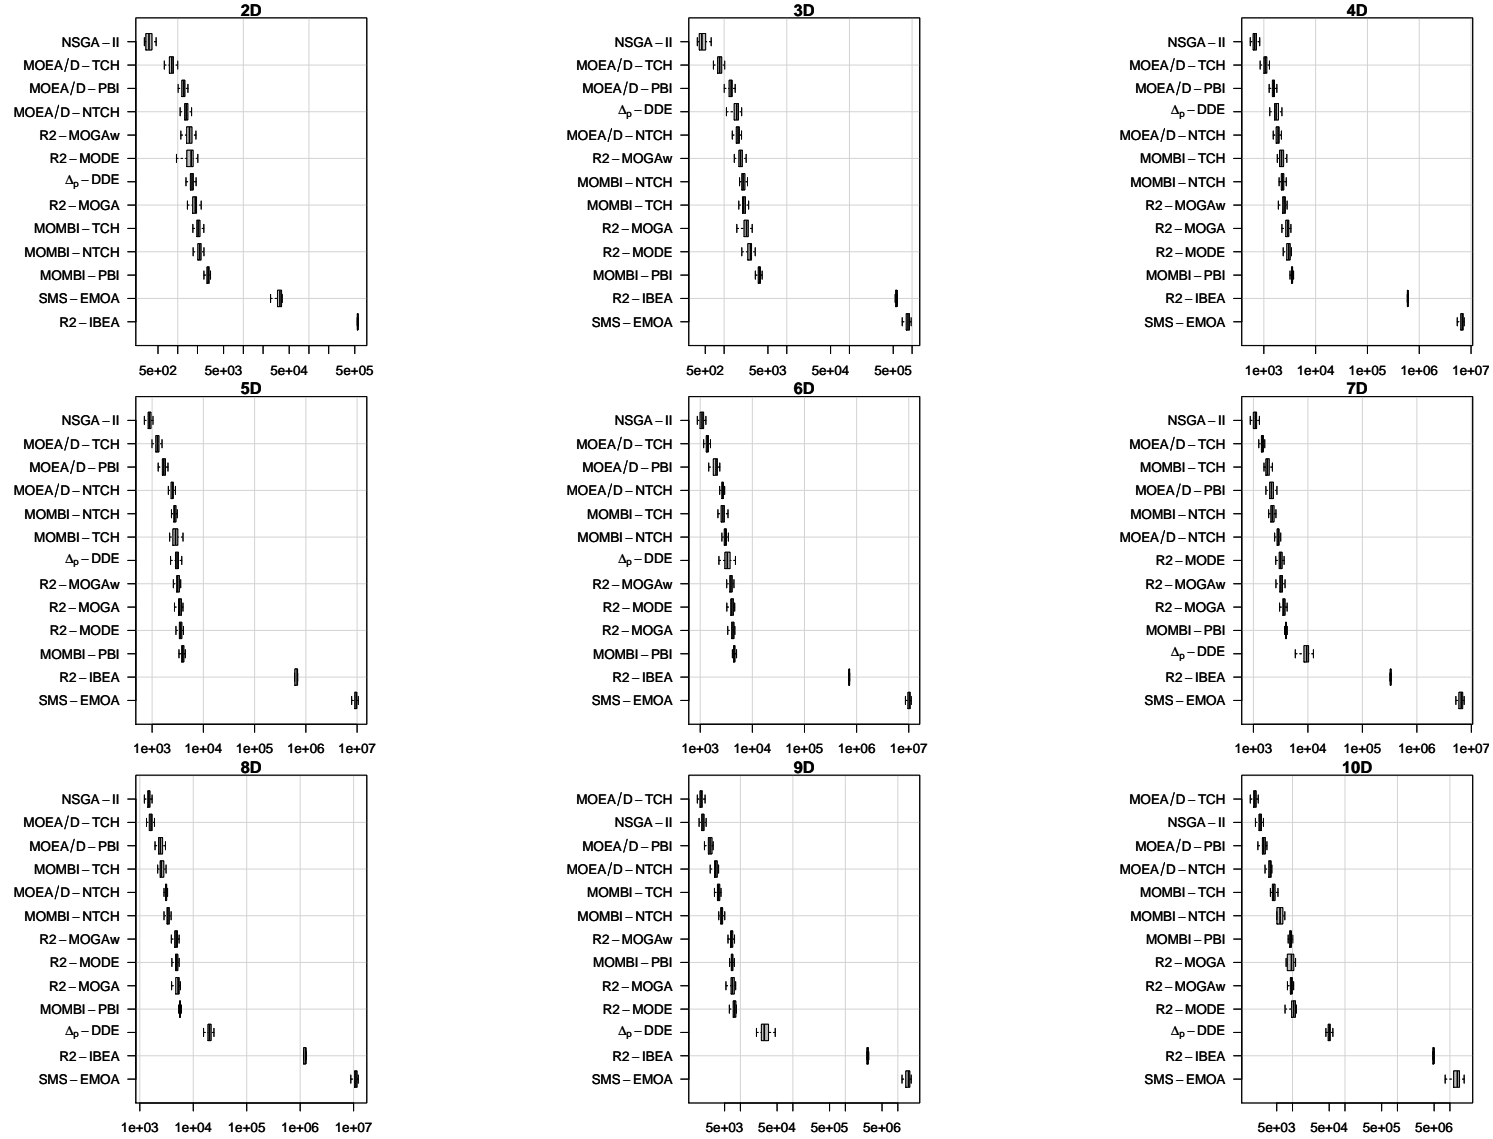 2D
NSGA−II
MOEA/D−TCH
MOEA/D−PBI
MOEA/D−NTCH
R2−MOGAw
R2−MODE
Δp−DDE
R2−MOGA
MOMBI−TCH
MOMBI−NTCH
MOMBI−PBI
SMS−EMOA
R2−IBEA
5e+02 5e+03 5e+04 5e+05
3D
NSGA−II
MOEA/D−TCH
MOEA/D−PBI
Δp−DDE
MOEA/D−NTCH
R2−MOGAw
MOMBI−NTCH
MOMBI−TCH
R2−MOGA
R2−MODE
MOMBI−PBI
R2−IBEA
SMS−EMOA
5e+02 5e+03 5e+04 5e+05
4D
NSGA−II
MOEA/D−TCH
MOEA/D−PBI
Δp−DDE
MOEA/D−NTCH
MOMBI−TCH
MOMBI−NTCH
R2−MOGAw
R2−MOGA
R2−MODE
MOMBI−PBI
R2−IBEA
SMS−EMOA
1e+03 1e+04 1e+05 1e+06 1e+07
5D
NSGA−II
MOEA/D−TCH
MOEA/D−PBI
MOEA/D−NTCH
MOMBI−NTCH
MOMBI−TCH
Δp−DDE
R2−MOGAw
R2−MOGA
R2−MODE
MOMBI−PBI
R2−IBEA
SMS−EMOA
1e+03 1e+04 1e+05 1e+06 1e+07
6D
NSGA−II
MOEA/D−TCH
MOEA/D−PBI
MOEA/D−NTCH
MOMBI−TCH
MOMBI−NTCH
Δp−DDE
R2−MOGAw
R2−MODE
R2−MOGA
MOMBI−PBI
R2−IBEA
SMS−EMOA
1e+03 1e+04 1e+05 1e+06 1e+07
7D
NSGA−II
MOEA/D−TCH
MOMBI−TCH
MOEA/D−PBI
MOMBI−NTCH
MOEA/D−NTCH
R2−MODE
R2−MOGAw
R2−MOGA
MOMBI−PBI
Δp−DDE
R2−IBEA
SMS−EMOA
1e+03 1e+04 1e+05 1e+06 1e+07
8D
NSGA−II
MOEA/D−TCH
MOEA/D−PBI
MOMBI−TCH
MOEA/D−NTCH
MOMBI−NTCH
R2−MOGAw
R2−MODE
R2−MOGA
MOMBI−PBI
Δp−DDE
R2−IBEA
SMS−EMOA
1e+03 1e+04 1e+05 1e+06 1e+07
9D
MOEA/D−TCH
NSGA−II
MOEA/D−PBI
MOEA/D−NTCH
MOMBI−TCH
MOMBI−NTCH
R2−MOGAw
MOMBI−PBI
R2−MOGA
R2−MODE
Δp−DDE
R2−IBEA
SMS−EMOA
5e+03 5e+04 5e+05 5e+06
10D
MOEA/D−TCH
NSGA−II
MOEA/D−PBI
MOEA/D−NTCH
MOMBI−TCH
MOMBI−NTCH
MOMBI−PBI
R2−MOGA
R2−MOGAw
R2−MODE
Δp−DDE
R2−IBEA
SMS−EMOA
5e+03 5e+04 5e+05 5e+06